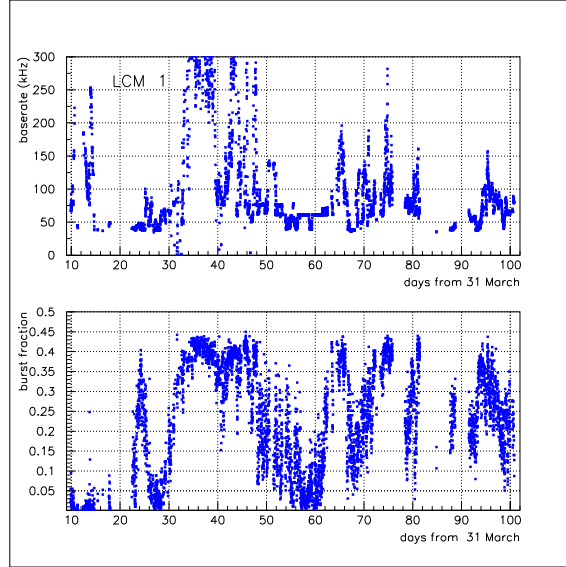 300
250
200
150
100
50
0
baserate (kHz)
LCM 1
10 20 30 40 50 60 70 80 90 100
days from 31 March
0.5
0.45
0.4
0.35
0.3
0.25
0.2
0.15
0.1
0.05
burst fraction
10 20 30 40 50 60 70 80 90 100
days from 31 March